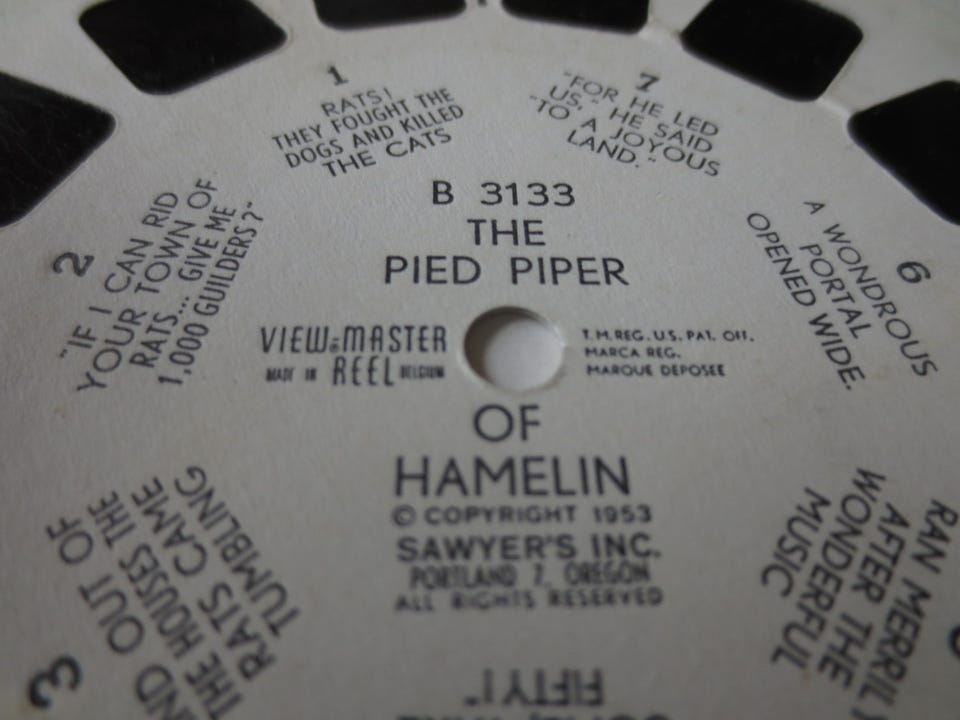 1
RATS!
THEY FOUGHT THE
DOGS AND KILLED
THE CATS
7
"FOR HE LED
US," HE SAID
"TO A JOYOUS
LAND."
B 3133
THE
PIED PIPER
2
"IF I CAN RID
YOUR TOWN OF
RATS... GIVE ME
1,000 GUILDERS?"
6
A WONDROUS
PORTAL
OPENED WIDE.
VIEW-MASTER
MADE IN REEL BELGIUM
T.M. REG. U.S. PAT. OFF.
MARCA REG.
MARQUE DEPOSEE
OF
HAMELIN
© COPYRIGHT 1953
SAWYER'S INC.
PORTLAND 7, OREGON
ALL RIGHTS RESERVED
3
OUT OF
THE HOUSES THE
RATS CAME
TUMBLING
RAN
AFTER THE
WONDERFUL
MUSIC
FIFTY!"